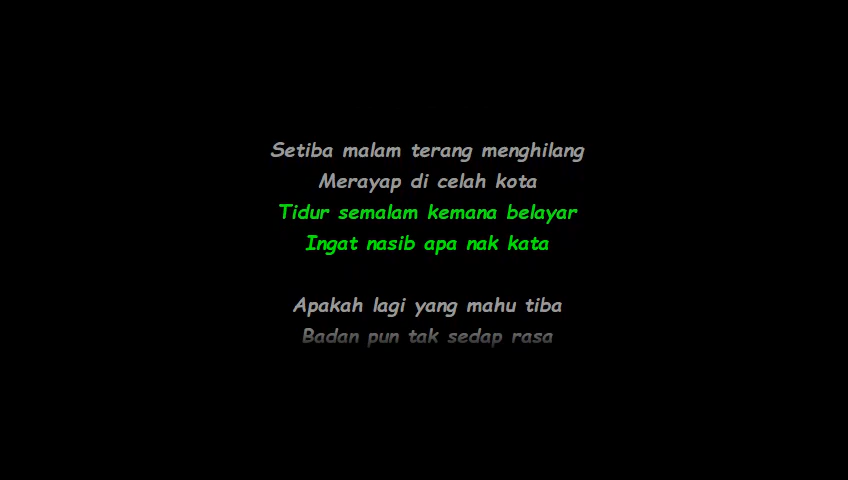 Setiba malam terang menghilang
Merayap di celah kota
Tidur semalam kemana belayar
Ingat nasib apa nak kata
Apakah lagi yang mahu tiba
Badan pun tak sedap rasa